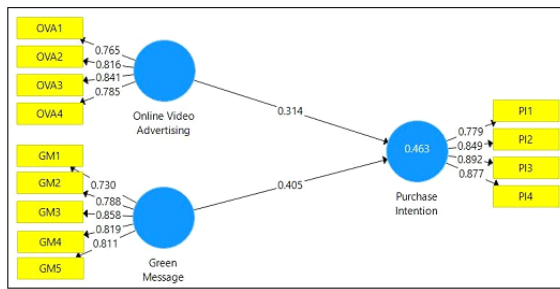 OVA1
OVA2
OVA3
OVA4
0.765
0.816
0.841
0.785
Online Video
Advertising
0.314
GM1
GM2
GM3
GM4
GM5
0.730
0.788
0.858
0.819
0.811
Green
Message
0.405
0.463
Purchase
Intention
0.779
0.849
0.892
0.877
PI1
PI2
PI3
PI4